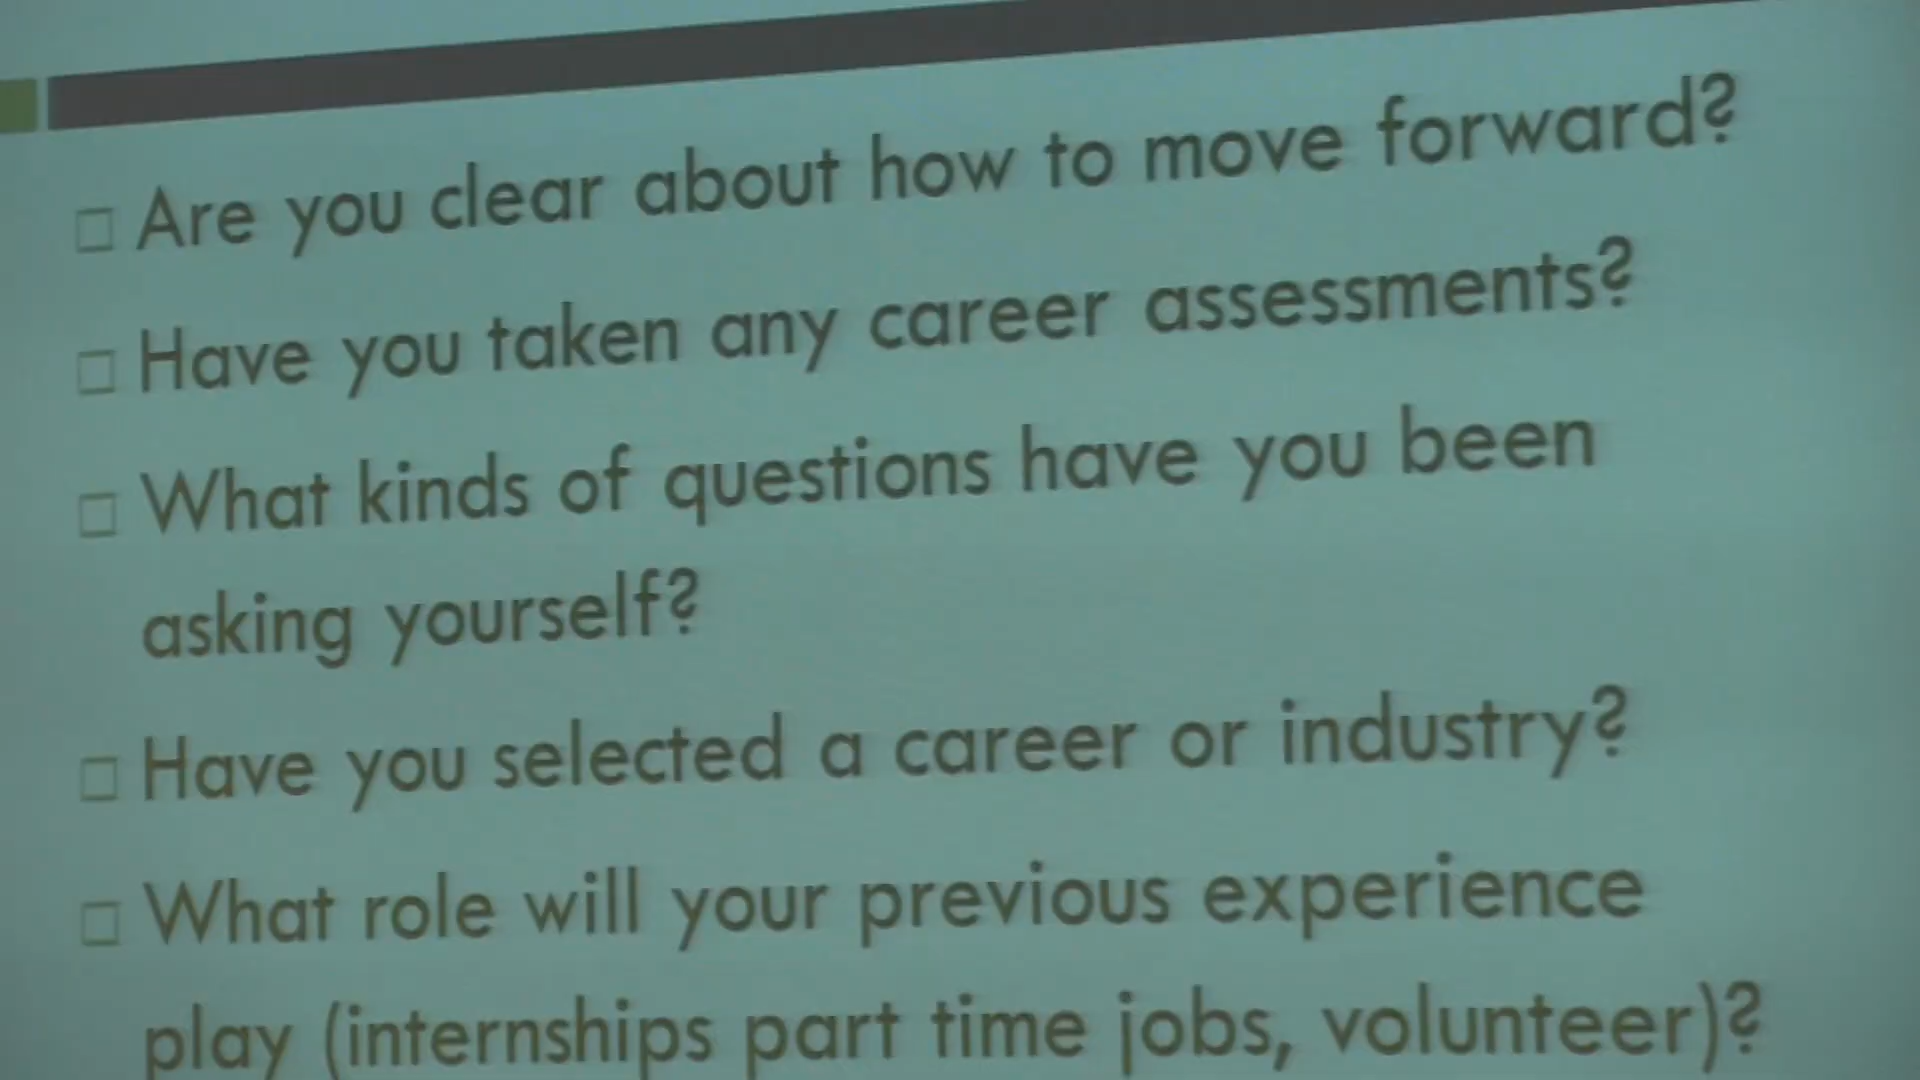 Are you clear about how to move forward?
Have you taken any career assessments?
What kinds of questions have you been
asking yourself?
Have you selected a career or industry?
What role will your previous experience
play (internships part time jobs, volunteer)?